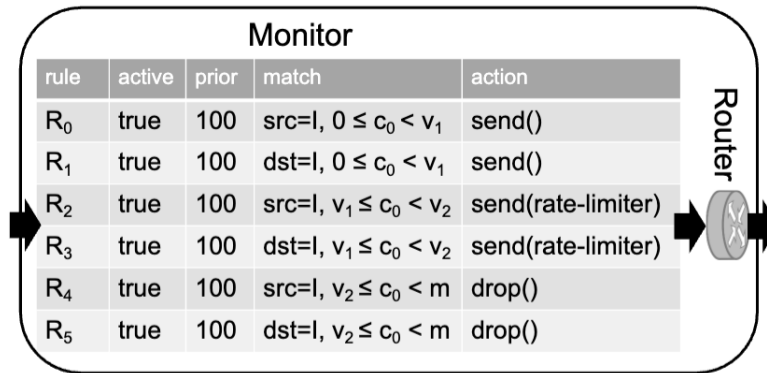 Monitor
rule active prior match action
R₀ true 100 src=I, 0 ≤ c₀ < v₁ send()
R₁ true 100 dst=I, 0 ≤ c₀ < v₁ send()
R₂ true 100 src=I, v₁ ≤ c₀ < v₂ send(rate-limiter)
R₃ true 100 dst=I, v₁ ≤ c₀ < v₂ send(rate-limiter)
R₄ true 100 src=I, v₂ ≤ c₀ < m drop()
R₅ true 100 dst=I, v₂ ≤ c₀ < m drop()
Router